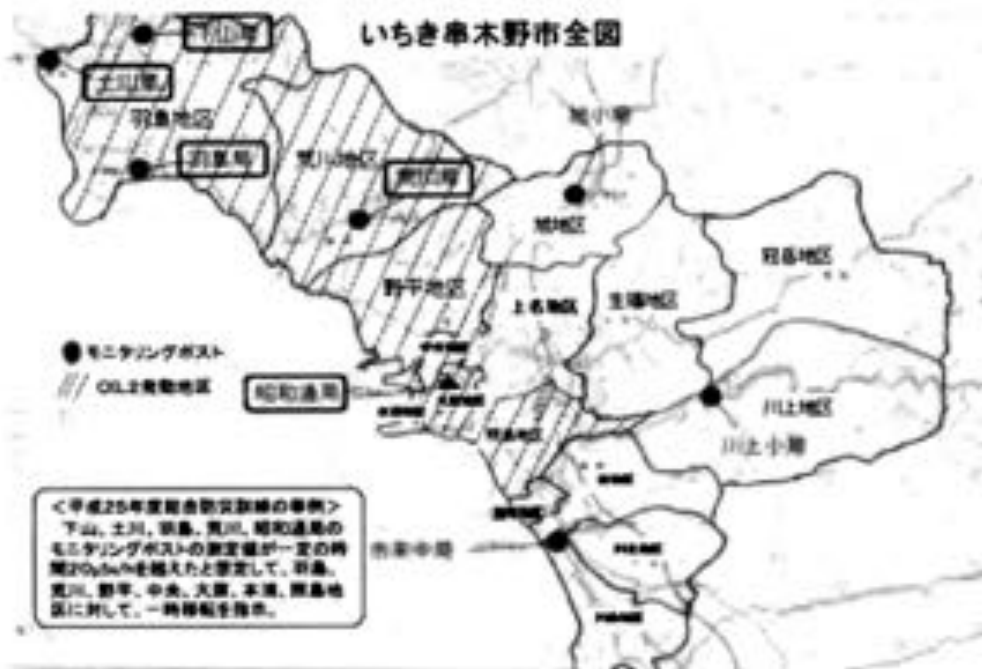 いちき串木野市全図
下山局
土川局
羽島地区
羽島局
荒川地区
荒川局
旭小局
旭地区
冠岳地区
野平地区
上名地区
生福地区
●モニタリングポスト
OIL2発動地区
昭和通局
川上地区
川上小局
市来中局
<平成25年度総合防災訓練の事例>
下山、土川、羽島、荒川、昭和通局の
モニタリングポストの測定値が一定の時
間20μSv/hを越えたと想定して、羽島、
荒川、野平、中央、大原、本浦、照島地
区に対して、一時移転を指示。